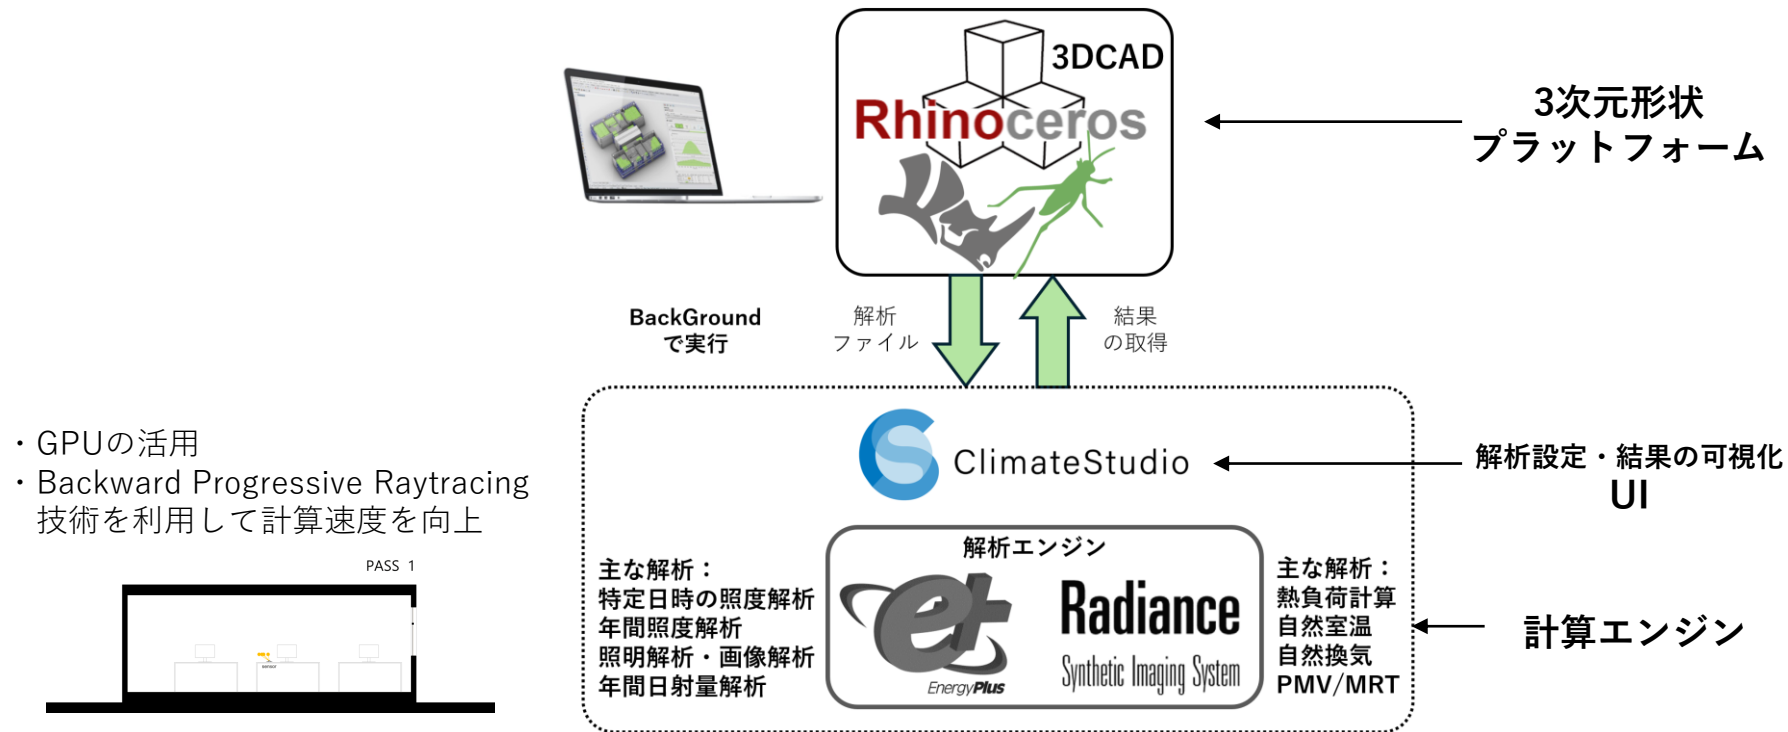 3DCAD
Rhinoceros
3次元形状
プラットフォーム
BackGround
で実行
解析
ファイル
結果
の取得
・GPUの活用
・Backward Progressive Raytracing
技術を利用して計算速度を向上
PASS 1
sensor
ClimateStudio
解析設定・結果の可視化
UI
解析エンジン
主な解析：
特定日時の照度解析
年間照度解析
照明解析・画像解析
年間日射量解析
e+
EnergyPlus
Radiance
Synthetic Imaging System
主な解析：
熱負荷計算
自然室温
自然換気
PMV/MRT
計算エンジン